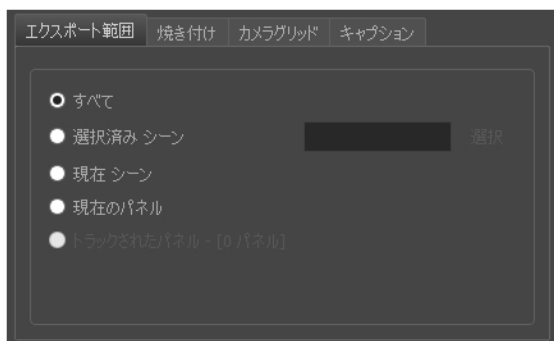 エクスポート範囲 焼き付け カメラグリッド キャプション
すべて
選択済み シーン 選択
現在 シーン
現在のパネル
トラックされたパネル - [0 パネル]